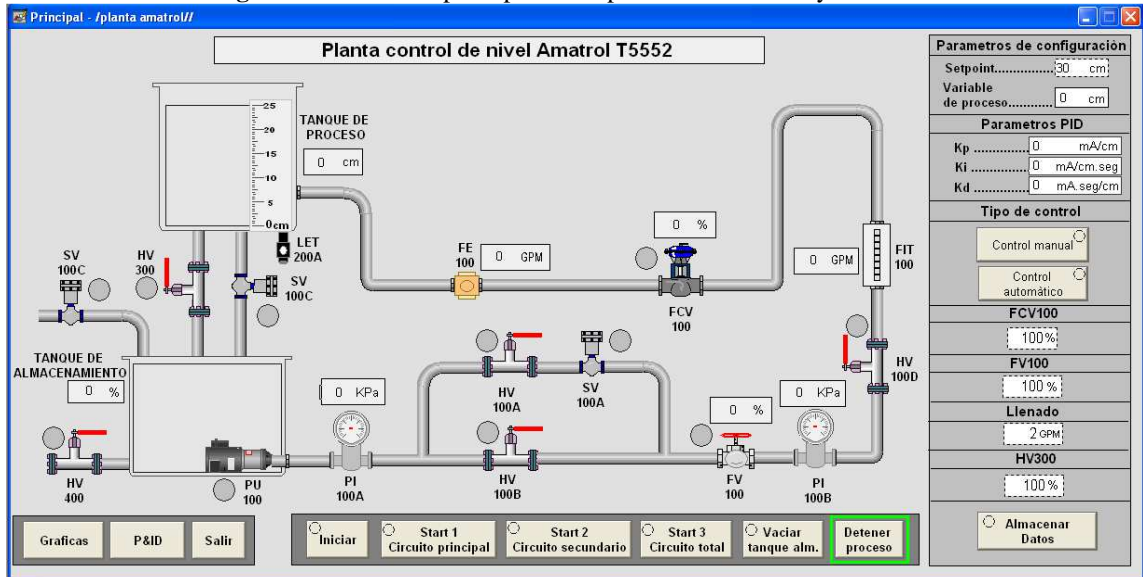 Principal - /planta amatrol//
Planta control de nivel Amatrol T5552
25
20
15
10
5
0cm
TANQUE DE
PROCESO
0 cm
LET
200A
SV
100C
HV
300
SV
100C
FE
100
0 GPM
0 %
FCV
100
0 GPM
FIT
100
TANQUE DE
ALMACENAMIENTO
0 %
HV
400
PU
100
0 KPa
PI
100A
HV
100A
SV
100A
HV
100B
0 %
FV
100
0 KPa
PI
100B
HV
100D
Parametros de configuraciòn
Setpoint...............30 cm
Variable
de proceso........... 0 cm
Parametros PID
Kp ..............0 mA/cm
Ki ..............0 mA/cm.seg
Kd ..............0 mA.seg/cm
Tipo de control
Control manual
Control
automàtico
FCV100
100%
FV100
100 %
Llenado
2 GPM
HV300
100 %
Almacenar
Datos
Graficas
P&ID
Salir
Iniciar
Start 1
Circuito principal
Start 2
Circuito secundario
Start 3
Circuito total
Vaciar
tanque alm.
Detener
proceso